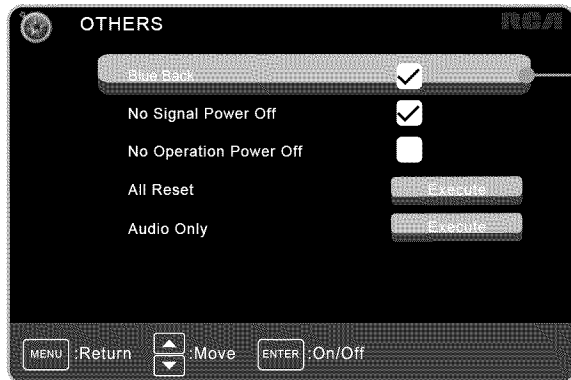 OTHERS RCA
Blue Back
No Signal Power Off
No Operation Power Off
All Reset Execute
Audio Only Execute
MENU :Return :Move ENTER :On/Off